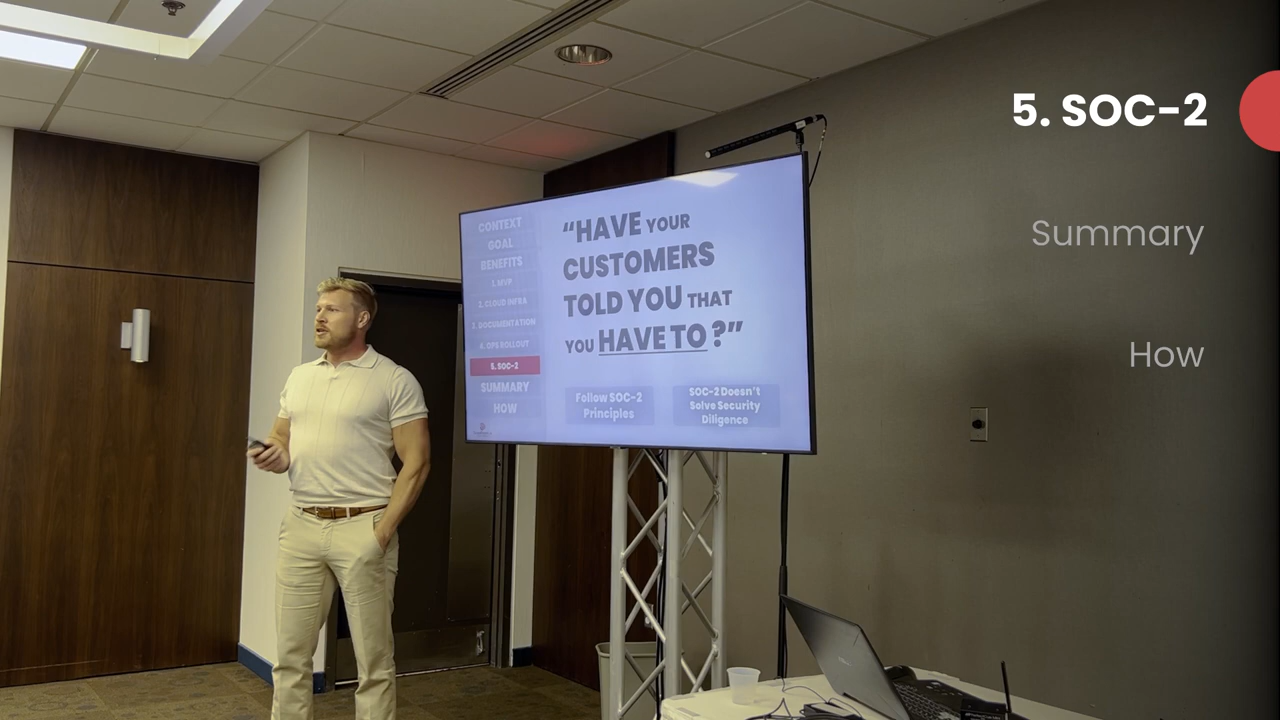 5. SOC-2
Summary
How
CONTEXT
GOAL
BENEFITS
1. MVP
2. CLOUD INFRA
3. DOCUMENTATION
4. OPS ROLLOUT
5. SOC-2
SUMMARY
HOW
“HAVE YOUR
CUSTOMERS
TOLD YOU THAT
YOU HAVE TO ?”
Follow SOC-2
Principles
SOC-2 Doesn't
Solve Security
Diligence